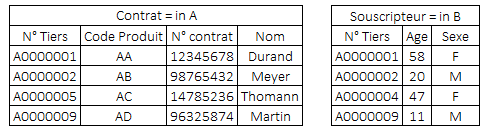 Contrat = in A
N° Tiers Code Produit N° contrat Nom
A0000001 AA 12345678 Durand
A0000002 AB 98765432 Meyer
A0000005 AC 14785236 Thomann
A0000009 AD 96325874 Martin
Souscripteur = in B
N° Tiers Age Sexe
A0000001 58 F
A0000002 20 M
A0000004 47 F
A0000009 11 M